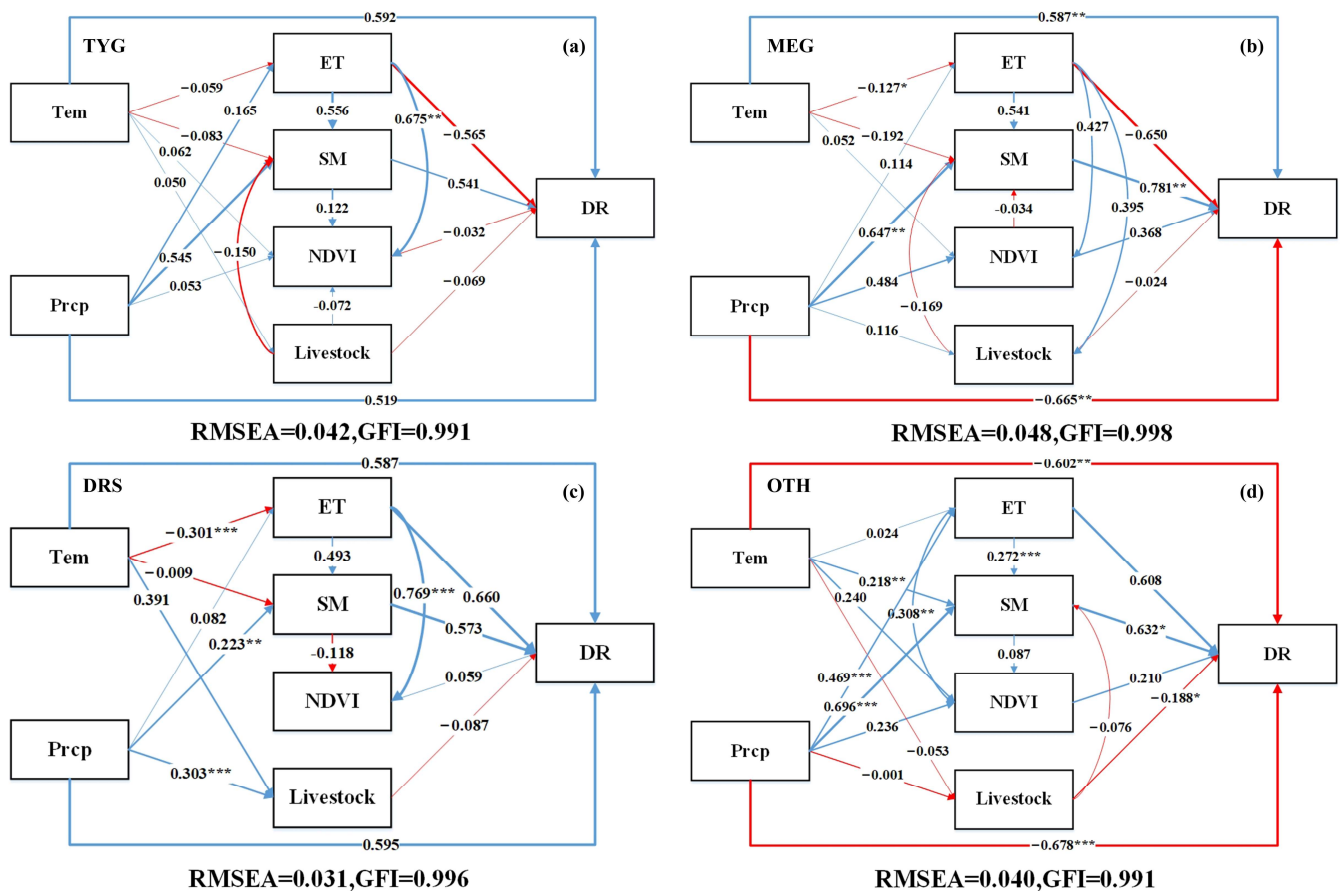 0.592
TYG
(a)
ET
Tem
−0.059
0.165
0.556
0.675**
−0.565
−0.083
0.062
SM
0.050
0.541
DR
0.122
−0.032
NDVI
−0.150
0.545
0.053
−0.069
Prcp
-0.072
Livestock
0.519
RMSEA=0.042,GFI=0.991
0.587**
MEG
(b)
ET
Tem
−0.127*
0.541
0.427
−0.650
−0.192
0.052
SM
0.114
0.781**
DR
0.395
-0.034
0.647**
NDVI
0.368
0.484
−0.024
Prcp
−0.169
0.116
Livestock
−0.665**
RMSEA=0.048,GFI=0.998
0.587
DRS
(c)
ET
Tem
−0.301***
0.493
−0.009
0.769***
0.660
0.391
SM
0.573
0.082
0.223**
DR
-0.118
0.059
NDVI
−0.087
Prcp
0.303***
Livestock
0.595
RMSEA=0.031,GFI=0.996
−0.602**
OTH
(d)
ET
Tem
0.024
0.272***
0.218**
0.608
0.240
0.308**
SM
0.632*
DR
0.087
0.469***
0.210
0.696***
NDVI
−0.188*
0.236
−0.076
Prcp
−0.053
−0.001
Livestock
−0.678***
RMSEA=0.040,GFI=0.991